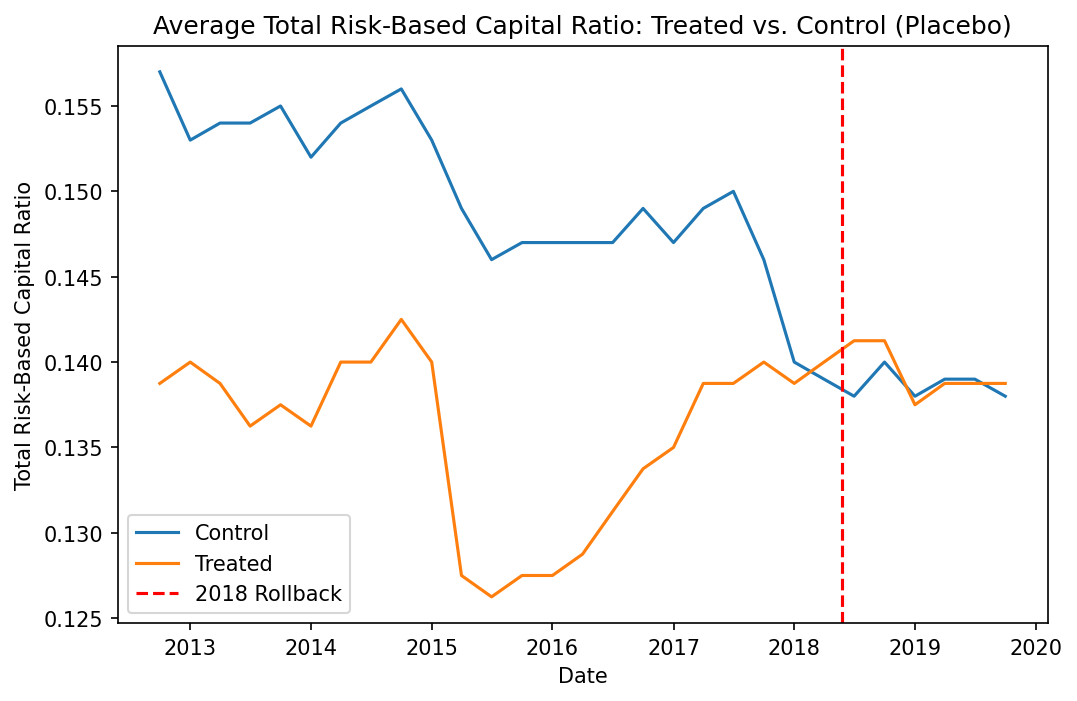 Average Total Risk-Based Capital Ratio: Treated vs. Control (Placebo)
Total Risk-Based Capital Ratio
0.155
0.150
0.145
0.140
0.135
0.130
0.125
Control
Treated
2018 Rollback
2013 2014 2015 2016 2017 2018 2019 2020
Date